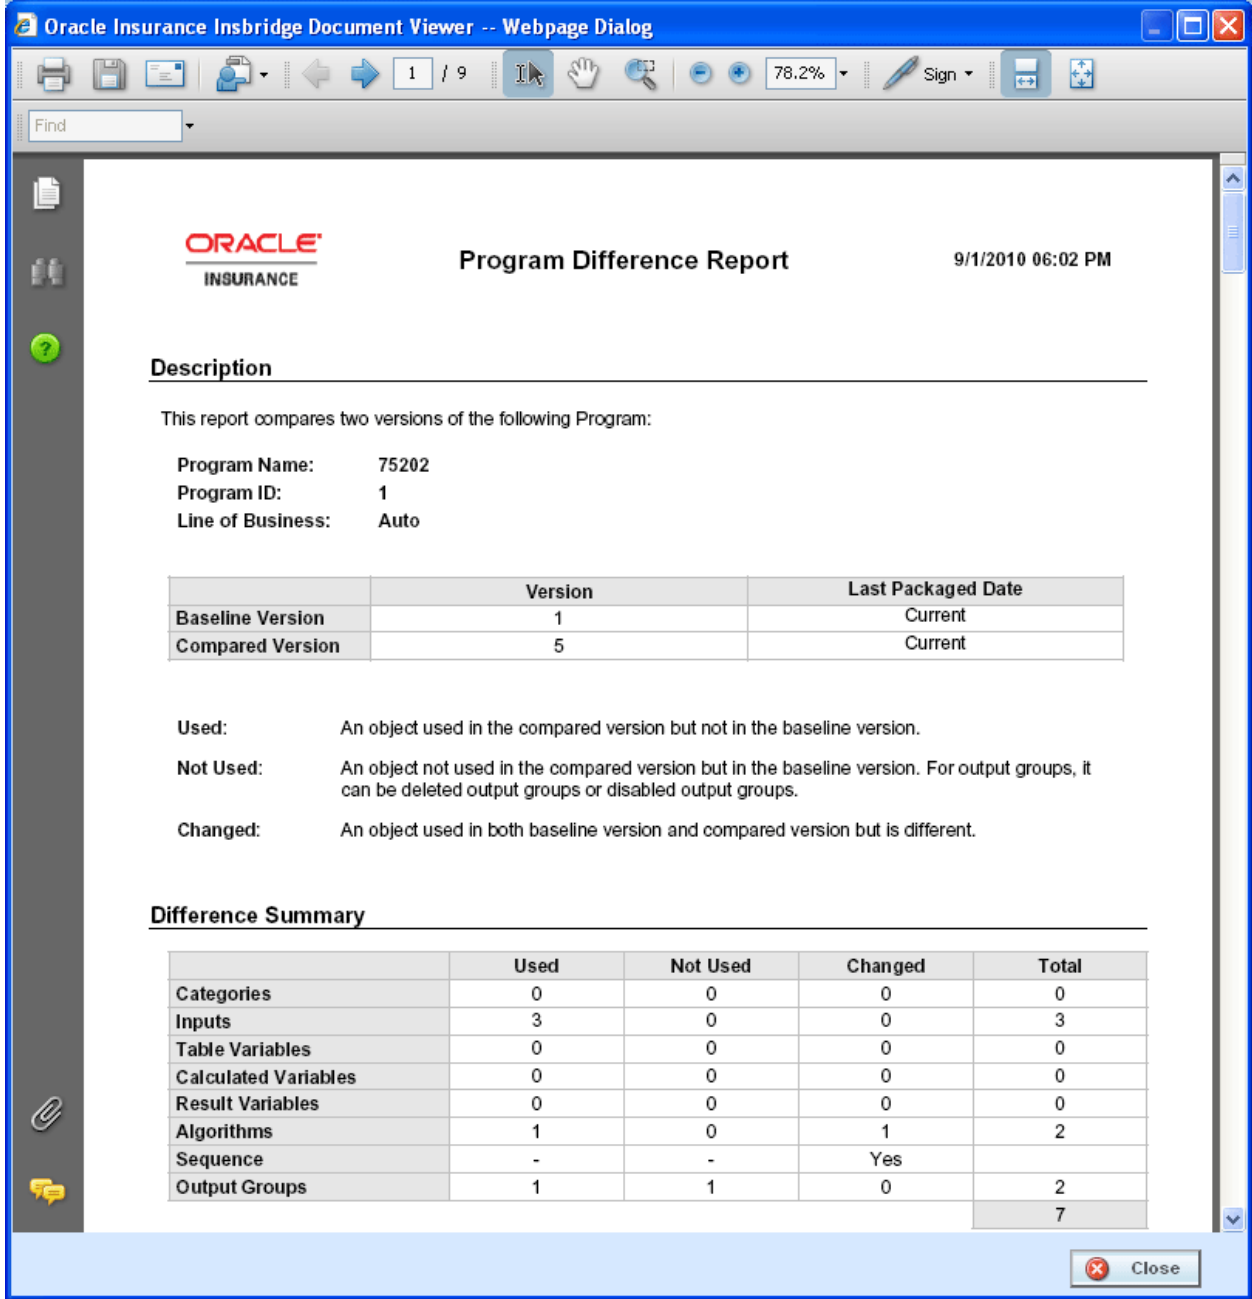 Oracle Insurance Insbridge Document Viewer -- Webpage Dialog
1 / 9 78.2% Sign
Find
ORACLE
INSURANCE
Program Difference Report
9/1/2010 06:02 PM
Description
This report compares two versions of the following Program:
Program Name: 75202
Program ID: 1
Line of Business: Auto
Version Last Packaged Date
Baseline Version 1 Current
Compared Version 5 Current
Used: An object used in the compared version but not in the baseline version.
Not Used: An object not used in the compared version but in the baseline version. For output groups, it
can be deleted output groups or disabled output groups.
Changed: An object used in both baseline version and compared version but is different.
Difference Summary
Used Not Used Changed Total
Categories 0 0 0 0
Inputs 3 0 0 3
Table Variables 0 0 0 0
Calculated Variables 0 0 0 0
Result Variables 0 0 0 0
Algorithms 1 0 1 2
Sequence - - Yes
Output Groups 1 1 0 2
7
Close